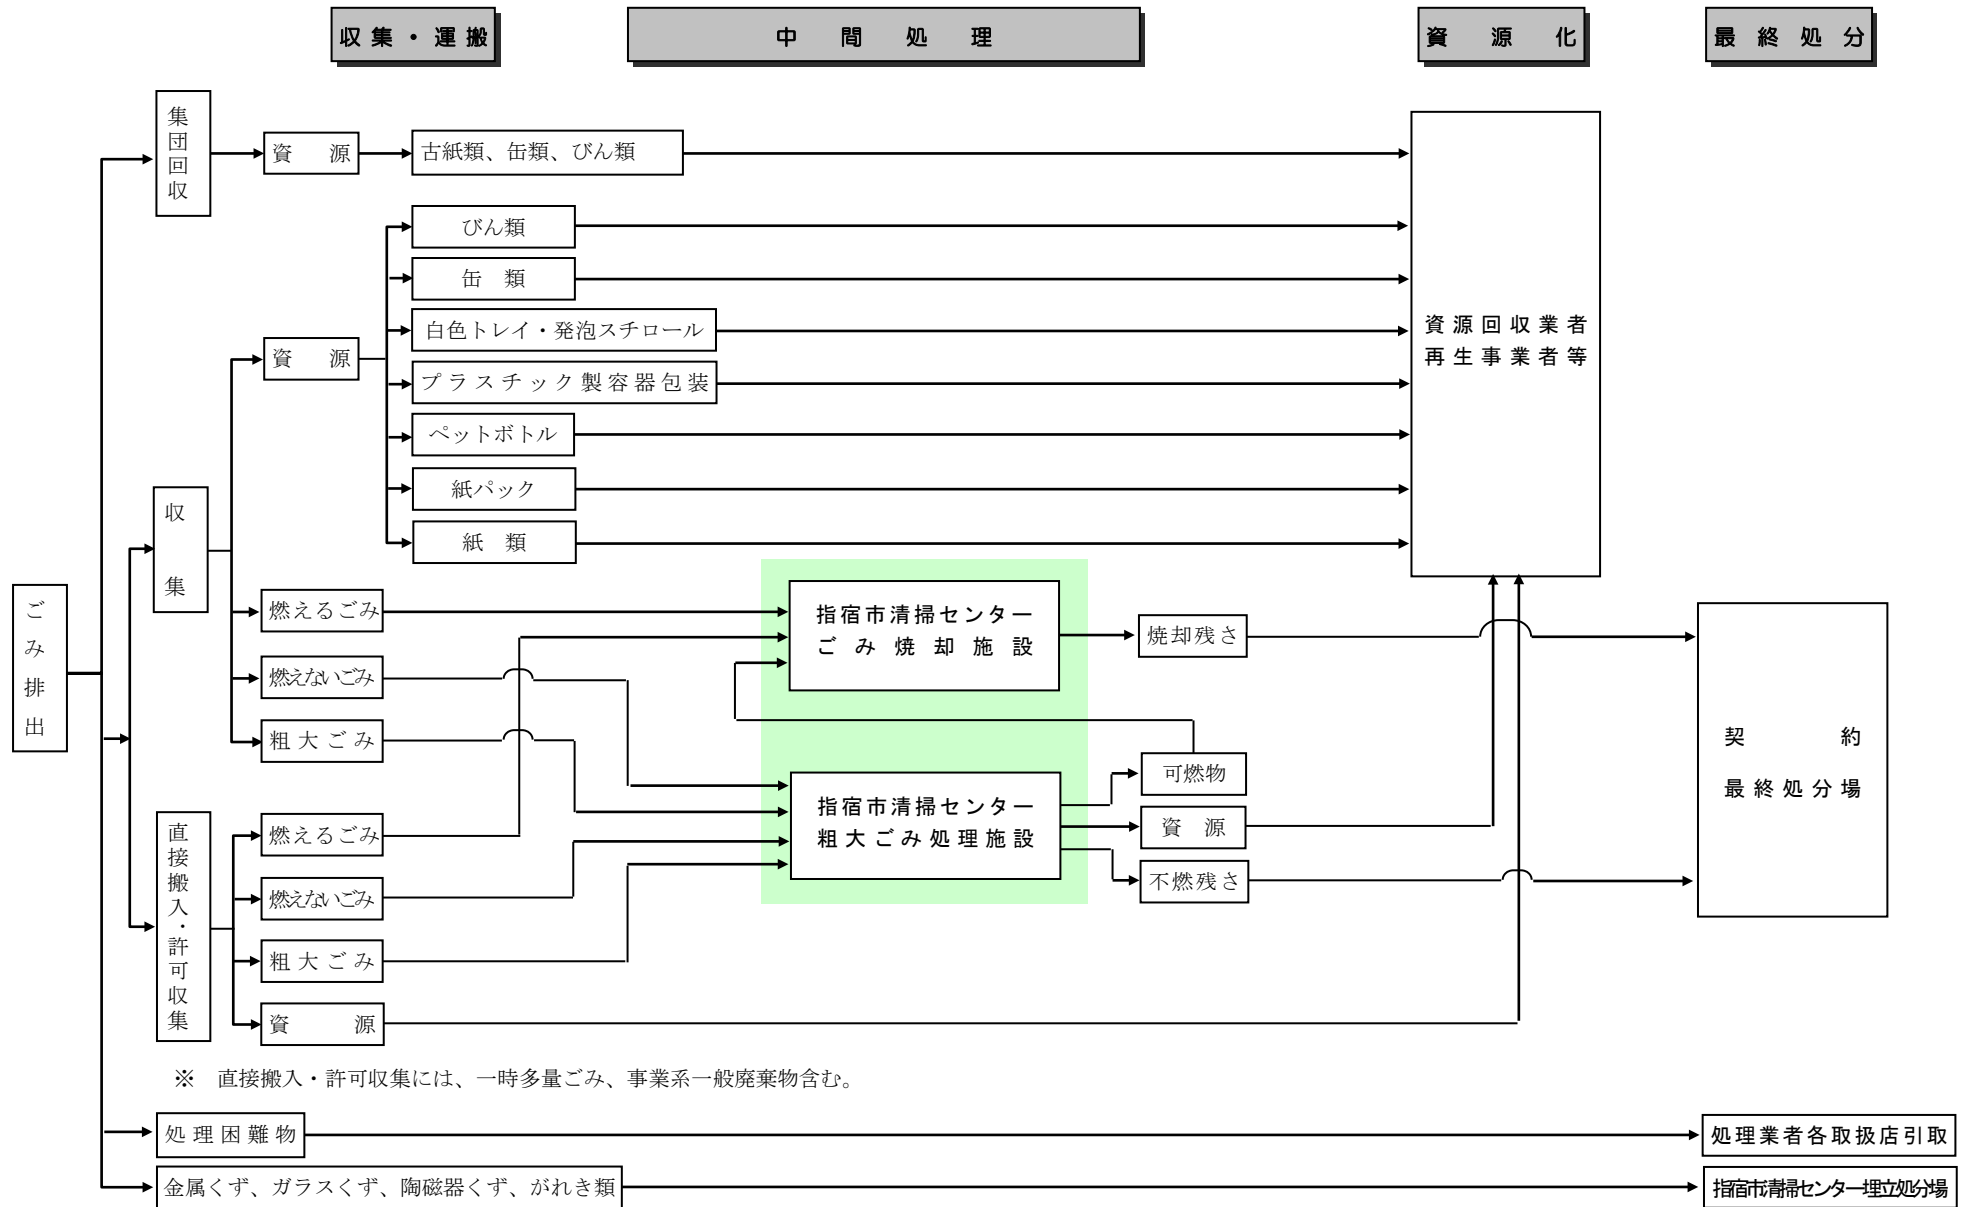 収集・運搬
中間処理
資源化
最終処分
集団回収
資源
古紙類、缶類、びん類
びん類
缶類
白色トレイ・発泡スチロール
プラスチック製容器包装
ペットボトル
紙パック
紙類
資源
資源回収業者
再生事業者等
収集
ごみ排出
燃えるごみ
燃えないごみ
粗大ごみ
指宿市清掃センター
ごみ焼却施設
焼却残さ
契約
最終処分場
直接搬入・許可収集
燃えるごみ
燃えないごみ
粗大ごみ
資源
指宿市清掃センター
粗大ごみ処理施設
可燃物
資源
不燃残さ
※ 直接搬入・許可収集には、一時多量ごみ、事業系一般廃棄物含む。
処理困難物
処理業者各取扱店引取
金属くず、ガラスくず、陶磁器くず、がれき類
指宿市清掃センター埋立処分場